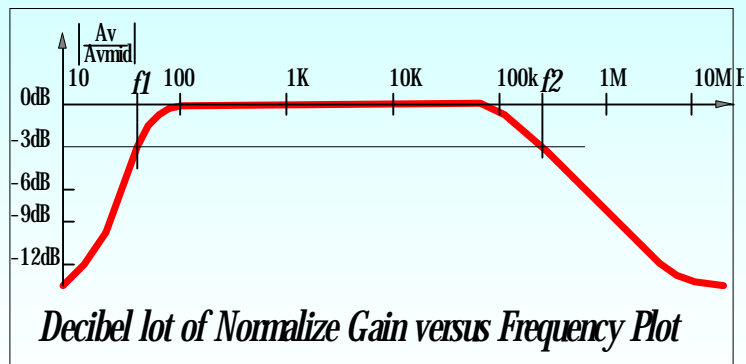 Av
Avmid
10 f1 100 1K 10K 100k f2 1M 10M H
0dB
-3dB
-6dB
-9dB
-12dB
Decibel lot of Normalize Gain versus Frequency Plot